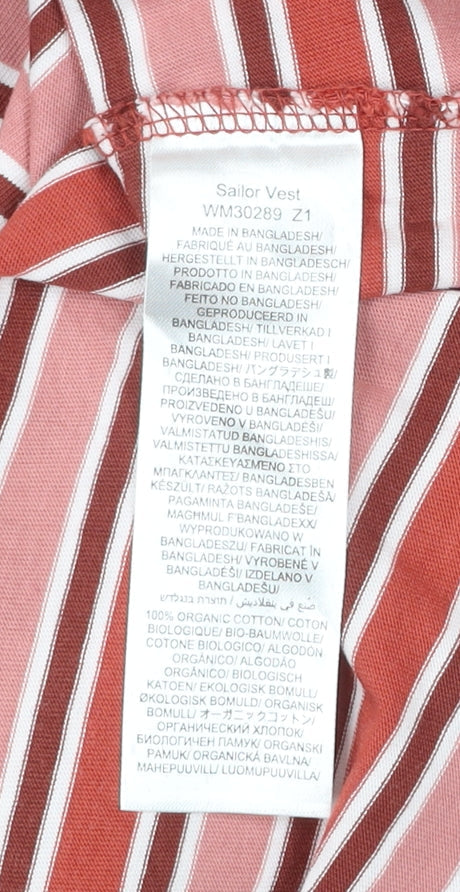 Sailor Vest
WM30289 Z1
MADE IN BANGLADESH/
FABRIQUÉ AU BANGLADESH/
HERGESTELLT IN BANGLADESCH/
PRODOTTO IN BANGLADESH/
FABRICADO EN BANGLADESH/
FEITO NO BANGLADESH/
GEPRODUCEERD IN
BANGLADESH/ TILLVERKAD I
BANGLADESH/ LAVET I
BANGLADESH/ PRODUSERT I
BANGLADESH/ バングラデシュ製/
СДЕЛАНО В БАНГЛАДЕШЕ/
ПРОИЗВЕДЕНО В БАНГЛАДЕШ/
PROIZVEDENO U BANGLADEŠU/
VYROVENO V BANGLADÉŠI/
VALMISTATUD BANGLADESHIS/
VALMISTETTU BANGLADESHISSA/
ΚΑΤΑΣΚΕΥΑΣΜΕΝΟ ΣΤΟ
ΜΠΑΓΚΛΑΝΤΕΣ/ BANGLADESBEN
KÉSZÜLT/ RAŽOTS BANGLADEŠĀ/
PAGAMINTA BANGLADEŠE/
MAGHMUL F'BANGLADEXX/
WYPRODUKOWANO W
BANGLADESZU/ FABRICAT ÎN
BANGLADESH/ VYROBENÉ V
BANGLADÉŠI/ IZDELANO V
BANGLADEŠU/
صنع في بنغلاديش / תוצרת בנגלדש
100% ORGANIC COTTON/ COTON
BIOLOGIQUE/ BIO-BAUMWOLLE/
COTONE BIOLOGICO/ ALGODÓN
ORGÁNICO/ ALGODÃO
ORGÂNICO/ BIOLOGISCH
KATOEN/ EKOLOGISK BOMULL/
ØKOLOGISK BOMULD/ ORGANISK
BOMULL/ オーガニックコットン/
ОРГАНИЧЕСКИЙ ХЛОПОК/
БИОЛОГИЧЕН ПАМУК/ ORGANSKI
PAMUK/ ORGANICKÁ BAVLNA/
MAHEPUUVILL/ LUOMUPUUVILLA/